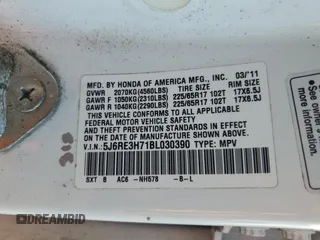 MFD. BY HONDA OF AMERICA MFG., INC. 03/'11
GVWR 2070KG(4560LBS) TIRE SIZE RIM SIZE
GAWR F 1050KG(2310LBS) 225/65R17 102T 17X6.5J
GAWR R 1040KG(2290LBS) 225/65R17 102T 17X6.5J
THIS VEHICLE CONFORMS TO ALL APPLICABLE
FEDERAL MOTOR VEHICLE SAFETY
AND THEFT PREVENTION STANDARDS IN EFFECT
ON THE DATE OF MANUFACTURE SHOWN ABOVE.
V.I.N.: 5J6RE3H71BL030390 TYPE: MPV
SXT B AC6 -NH578 -B-L
BIDHISTORY